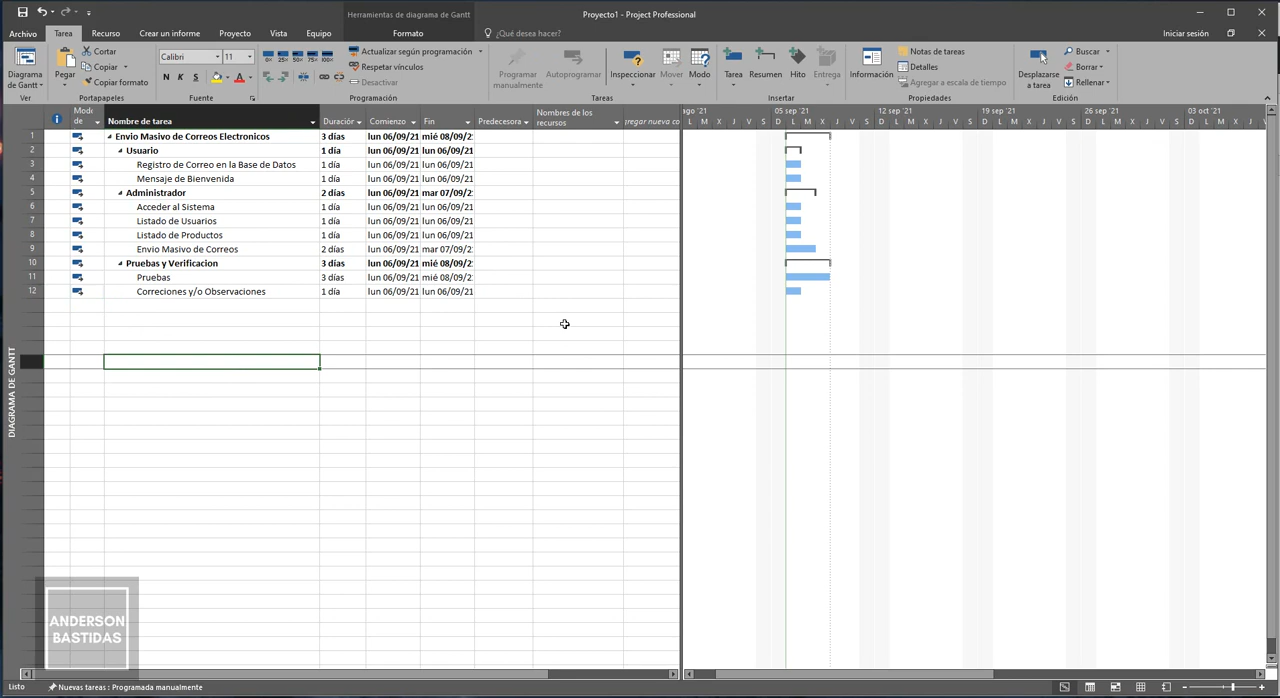 Herramientas de diagrama de Gantt
Proyecto1 - Project Professional
Archivo Tarea Recurso Crear un informe Proyecto Vista Equipo Formato ¿Qué desea hacer? Iniciar sesión
Diagrama de Gantt
Ver
Pegar
Cortar
Copiar
Copiar formato
Portapapeles
Calibri 11
N K S
Fuente
0% 25% 50% 75% 100%
Actualizar según programación
Respetar vínculos
Desactivar
Programación
Programar manualmente
Autoprogramar
Inspeccionar
Mover
Modo
Tareas
Tarea
Resumen
Hito
Entrega
Insertar
Información
Notas de tareas
Detalles
Agregar a escala de tiempo
Propiedades
Desplazarse a tarea
Buscar
Borrar
Rellenar
Edición
Nombre de tarea Duración Comienzo Fin Predecesora Nombres de los recursos
05 sep '21 12 sep '21 19 sep '21 26 sep '21 03 oct '21
L M X J V S D L M X J V S D L M X J V S D L M X J V S D L M X J V S D L M X J V
1 Envio Masivo de Correos Electronicos 3 días lun 06/09/21 mié 08/09/2
2 Usuario 1 día lun 06/09/21 lun 06/09/21
3 Registro de Correo en la Base de Datos 1 día lun 06/09/21 lun 06/09/21
4 Mensaje de Bienvenida 1 día lun 06/09/21 lun 06/09/21
5 Administrador 2 días lun 06/09/21 mar 07/09/2
6 Acceder al Sistema 1 día lun 06/09/21 lun 06/09/21
7 Listado de Usuarios 1 día lun 06/09/21 lun 06/09/21
8 Listado de Productos 1 día lun 06/09/21 lun 06/09/21
9 Envio Masivo de Correos 2 días lun 06/09/21 mar 07/09/2
10 Pruebas y Verificacion 3 días lun 06/09/21 mié 08/09/2
11 Pruebas 3 días lun 06/09/21 mié 08/09/2
12 Correciones y/o Observaciones 1 día lun 06/09/21 lun 06/09/21
DIAGRAMA DE GANTT
ANDERSON
BASTIDAS
Listo Nuevas tareas : Programada manualmente